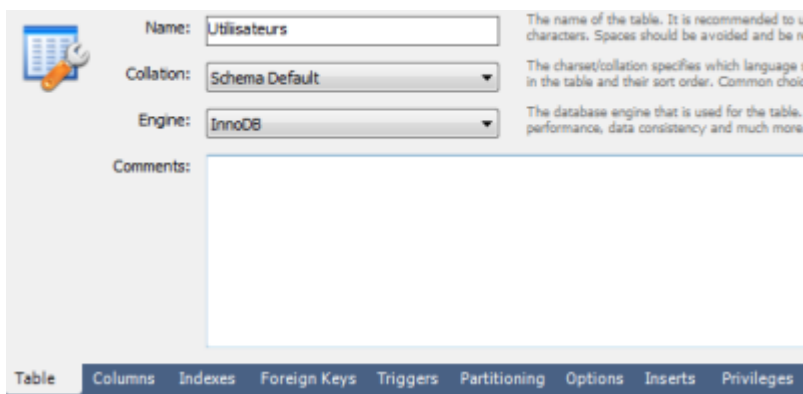 Name: Utilisateurs
The name of the table. It is recommended to u
characters. Spaces should be avoided and be r
Collation: Schema Default
The charset/collation specifies which language
in the table and their sort order. Common choi
Engine: InnoDB
The database engine that is used for the table.
performance, data consistency and much more
Comments:
Table Columns Indexes Foreign Keys Triggers Partitioning Options Inserts Privileges